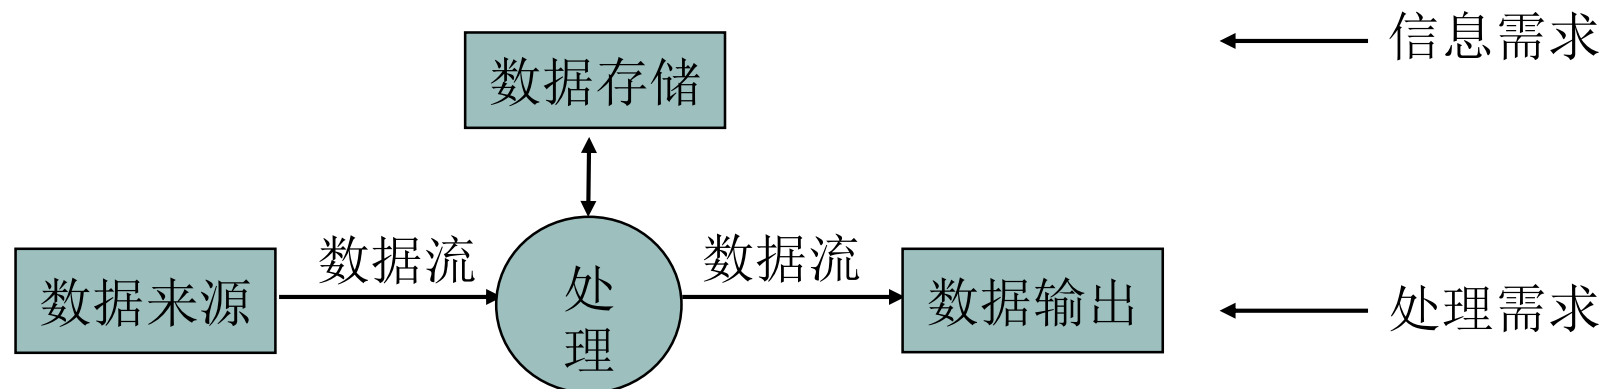 信息需求
数据存储
数据流
数据流
数据来源
处
理
数据输出
处理需求